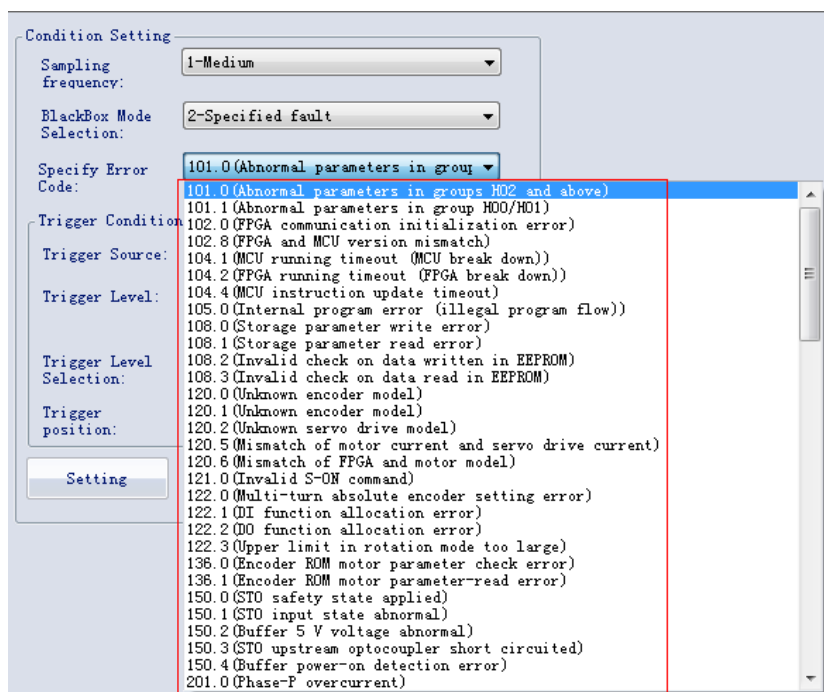 Condition Setting
Sampling frequency:
1-Medium
BlackBox Mode Selection:
2-Specified fault
Specify Error Code:
101.0(Abnormal parameters in group
101.0(Abnormal parameters in groups H02 and above)
101.1(Abnormal parameters in group H00/H01)
102.0(FPGA communication initialization error)
102.8(FPGA and MCU version mismatch)
104.1(MCU running timeout (MCU break down))
104.2(FPGA running timeout (FPGA break down))
104.4(MCU instruction update timeout)
105.0(Internal program error (illegal program flow))
108.0(Storage parameter write error)
108.1(Storage parameter read error)
108.2(Invalid check on data written in EEPROM)
108.3(Invalid check on data read in EEPROM)
120.0(Unknown encoder model)
120.1(Unknown encoder model)
120.2(Unknown servo drive model)
120.5(Mismatch of motor current and servo drive current)
120.6(Mismatch of FPGA and motor model)
121.0(Invalid S-ON command)
122.0(Multi-turn absolute encoder setting error)
122.1(DI function allocation error)
122.2(DO function allocation error)
122.3(Upper limit in rotation mode too large)
136.0(Encoder ROM motor parameter check error)
136.1(Encoder ROM motor parameter-read error)
150.0(STO safety state applied)
150.1(STO input state abnormal)
150.2(Buffer 5 V voltage abnormal)
150.3(STO upstream optocoupler short circuited)
150.4(Buffer power-on detection error)
201.0(Phase-P overcurrent)
Trigger Condition
Trigger Source:
Trigger Level:
Trigger Level Selection:
Trigger position:
Setting